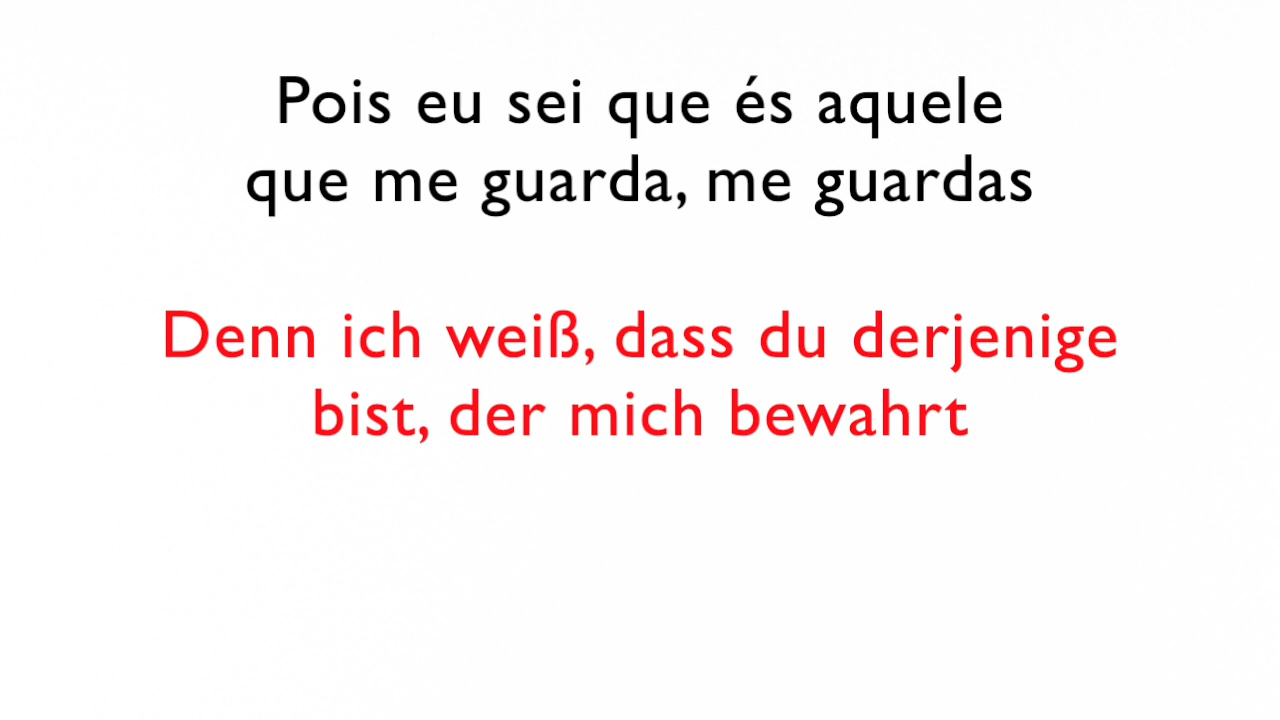 Pois eu sei que és aquele
que me guarda, me guardas
Denn ich weiß, dass du derjenige
bist, der mich bewahrt